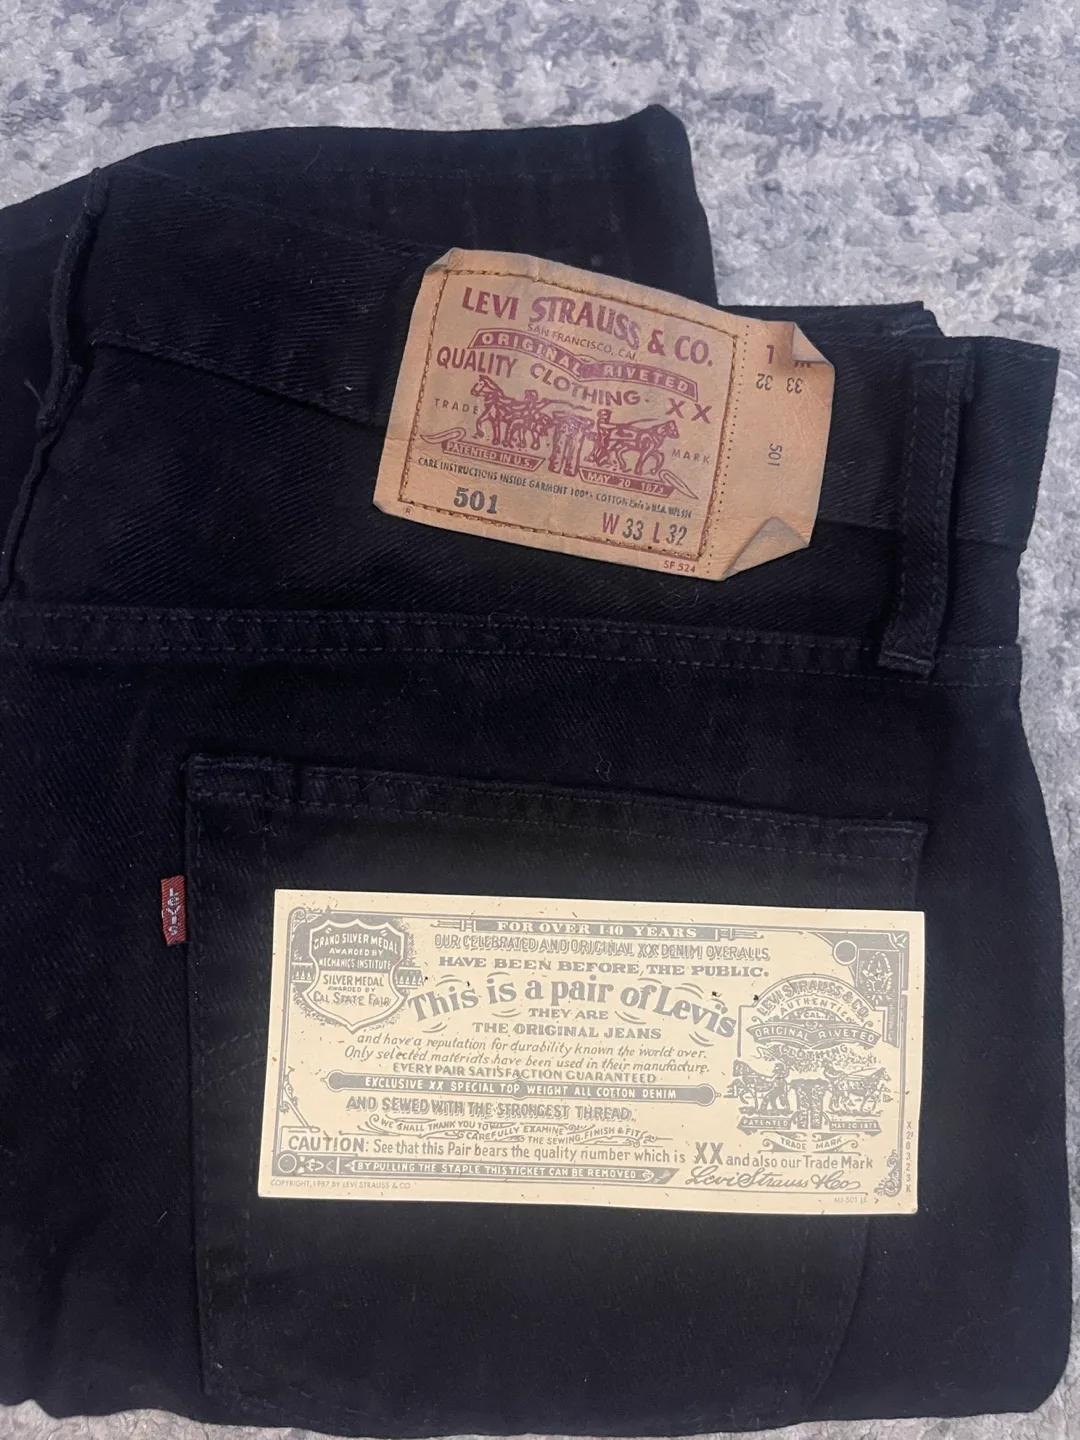 LEVI STRAUSS & CO.
SAN FRANCISCO, CAL.
ORIGINAL RIVETED
QUALITY CLOTHING XX
TRADE MARK
PATENTED IN U.S. MAY 20 1873
CARE INSTRUCTIONS INSIDE GARMENT 100% COTTON
501
W 33 L 32
R
SF 524
33
32
501
LEVI'S
FOR OVER 140 YEARS
OUR CELEBRATED AND ORIGINAL XX DENIM OVERALLS
HAVE BEEN BEFORE THE PUBLIC.
This is a pair of Levi's
THEY ARE
THE ORIGINAL JEANS
and have a reputation for durability known the world over.
Only selected materials have been used in their manufacture.
EVERY PAIR SATISFACTION GUARANTEED
EXCLUSIVE XX SPECIAL TOP WEIGHT ALL COTTON DENIM
AND SEWED WITH THE STRONGEST THREAD.
WE SHALL THANK YOU TO
CAREFULLY EXAMINE
THE SEWING, FINISH & FIT
CAUTION: See that this Pair bears the quality number which is XX and also our Trade Mark
BY PULLING THE STAPLE THIS TICKET CAN BE REMOVED
Levi Strauss & Co
COPYRIGHT, 1987 BY LEVI STRAUSS & CO
GRAND SILVER MEDAL
AWARDED BY
MECHANICS INSTITUTE
SILVER MEDAL
AWARDED BY
CAL STATE FAIR
LEVI STRAUSS & CO.
AUTHENTIC
ORIGINAL RIVETED
CLOTHING
PATENTED MAY 20 1873
TRADE MARK